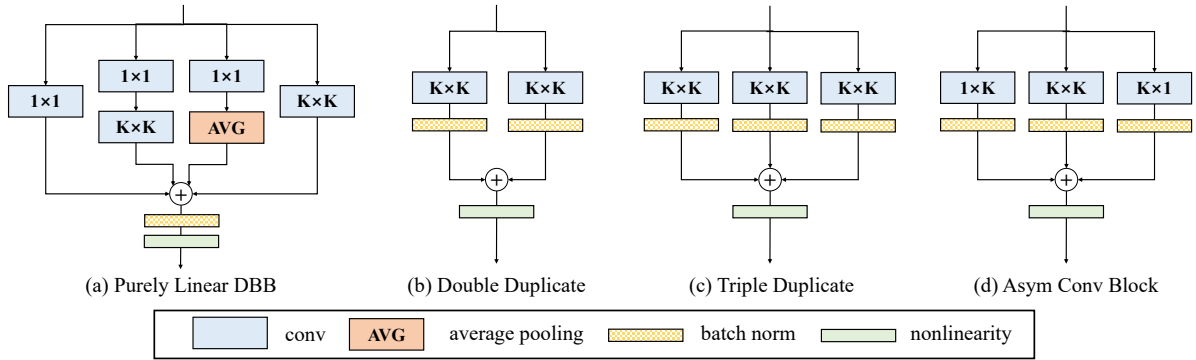 1×1
1×1
K×K
1×1
AVG
K×K
+
(a) Purely Linear DBB
K×K
K×K
+
(b) Double Duplicate
K×K
K×K
K×K
+
(c) Triple Duplicate
1×K
K×K
K×1
+
(d) Asym Conv Block
conv
AVG
average pooling
batch norm
nonlinearity